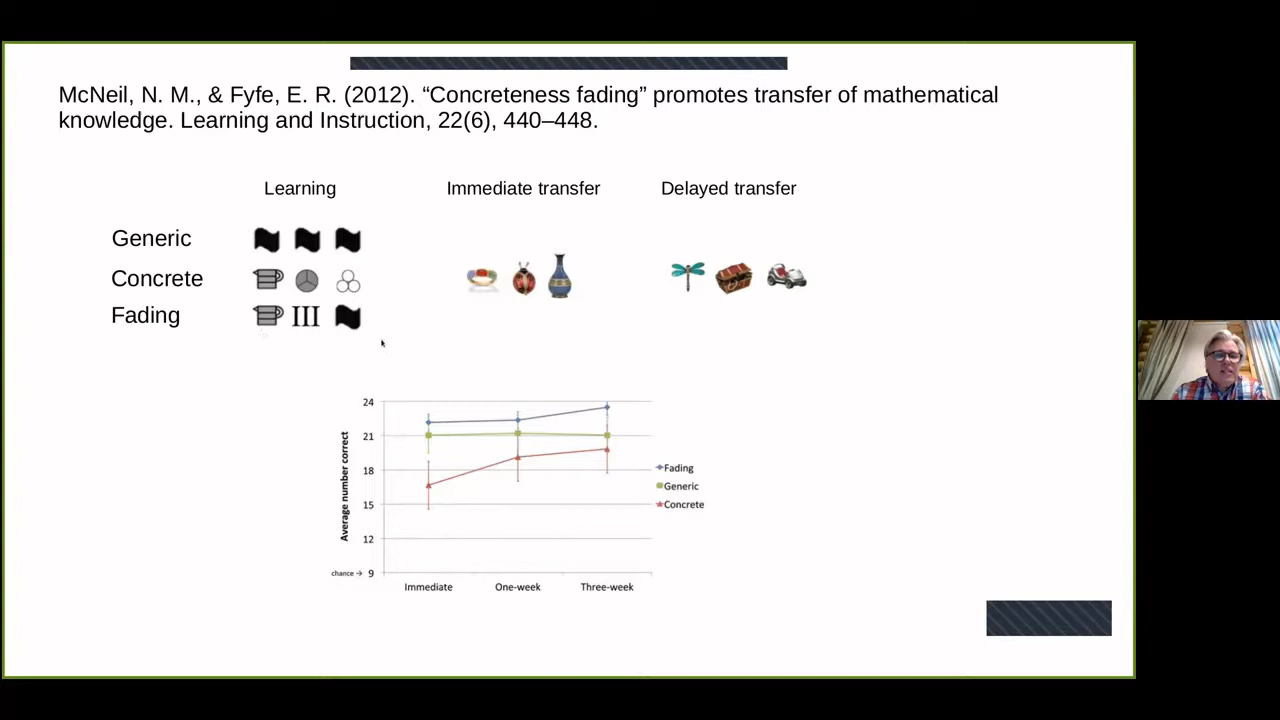 McNeil, N. M., & Fyfe, E. R. (2012). “Concreteness fading” promotes transfer of mathematical
knowledge. Learning and Instruction, 22(6), 440–448.
Learning
Immediate transfer
Delayed transfer
Generic
Concrete
Fading
III
Average number correct
24
21
18
15
12
chance → 9
Immediate
One-week
Three-week
Fading
Generic
Concrete